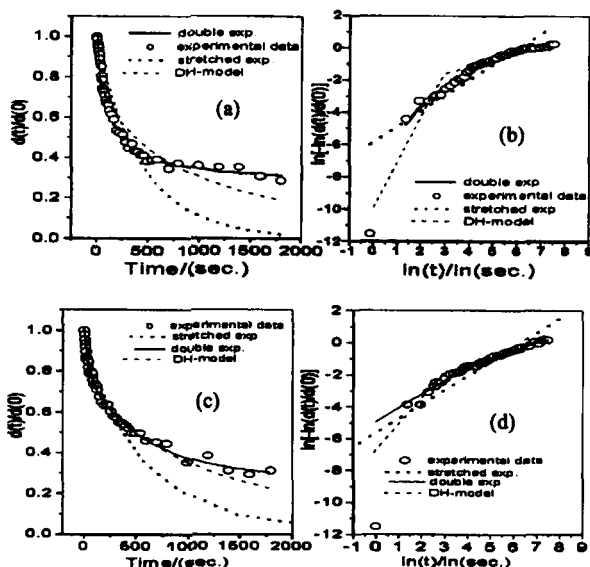 (a)
double exp.
experimental data
stretched exp.
DH-model
d(t)/d(0)
1.0
0.8
0.6
0.4
0.2
0.0
0 500 1000 1500 2000
Time/(sec.)
(b)
double exp
experimental data
stretched exp
DH-model
ln[-ln(d(t)/d(0)]
2
0
-2
-4
-6
-8
-10
-12
-1 0 1 2 3 4 5 6 7 8 9
ln(t)/ln(sec.)
(c)
experimental data
stretched exp.
double exp.
DH-model
d(t)/d(0)
1.0
0.8
0.6
0.4
0.2
0.0
0 500 1000 1500 2000
Time/(sec.)
(d)
experimental data
stretched exp.
double exp
DH-model
ln[-ln(d(t)/d(0)]
2
0
-2
-4
-6
-8
-10
-12
-1 0 1 2 3 4 5 6 7 8 9
ln(t)/ln(sec.)